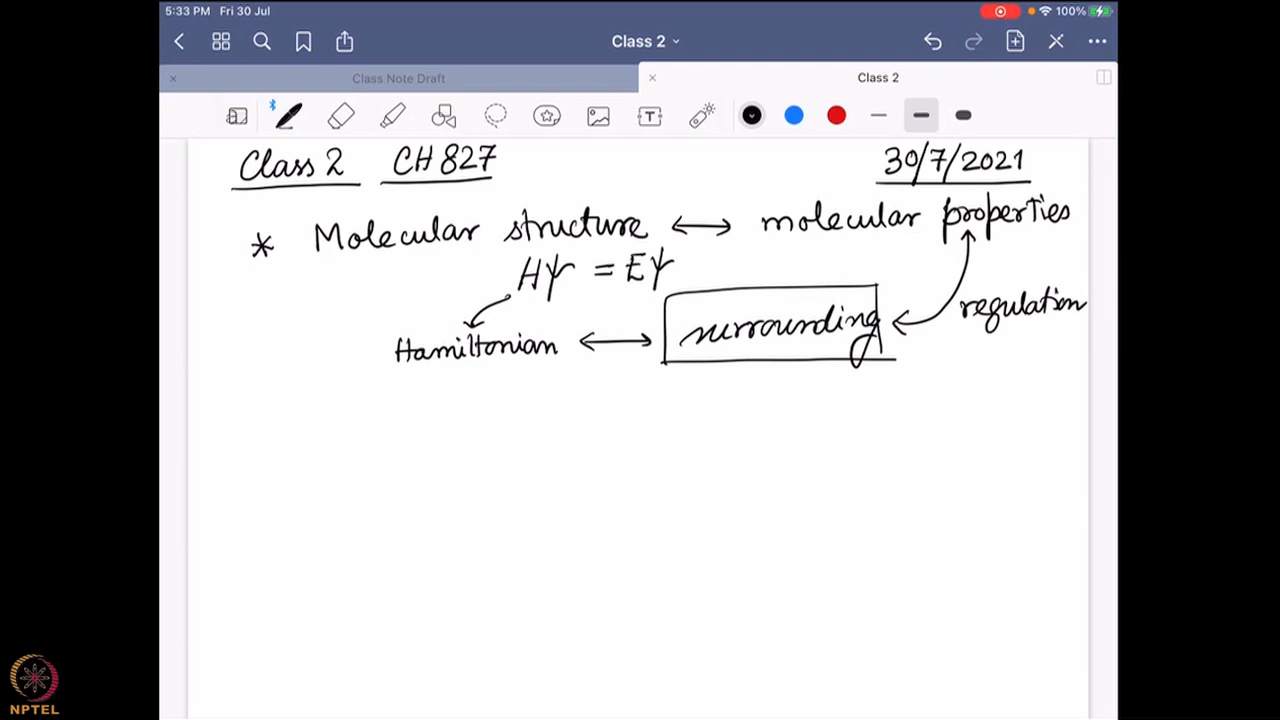 5:33 PM Fri 30 Jul 100%
Class 2
Class Note Draft Class 2
T
Class 2 CH 827 30/7/2021
* Molecular structure ↔ molecular properties
Hψ = Eψ
regulation
Hamiltonian ↔ surrounding
NPTEL